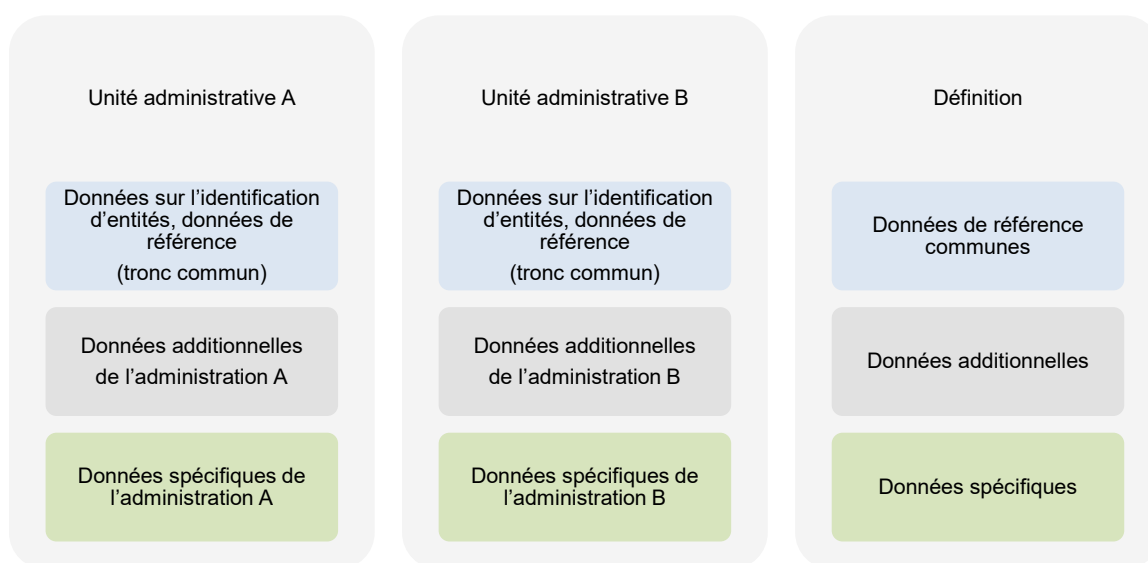 Unité administrative A
Données sur l’identification
d’entités, données de
référence
(tronc commun)
Données additionnelles
de l’administration A
Données spécifiques de
l’administration A
Unité administrative B
Données sur l’identification
d’entités, données de
référence
(tronc commun)
Données additionnelles
de l’administration B
Données spécifiques de
l’administration B
Définition
Données de référence
communes
Données additionnelles
Données spécifiques